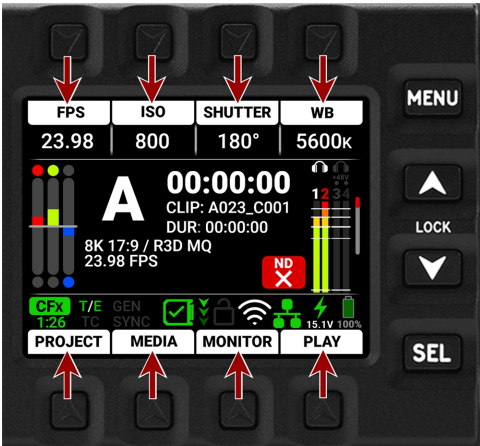 FPS ISO SHUTTER WB
MENU
23.98 800 180° 5600K
+48V
A 00:00:00 1 2 3 4
CLIP: A023_C001
DUR: 00:00:00
LOCK
8K 17:9 / R3D MQ
23.98 FPS
ND
CFx T/E GEN
1:26 TC SYNC 15.1V 100%
PROJECT MEDIA MONITOR PLAY
SEL